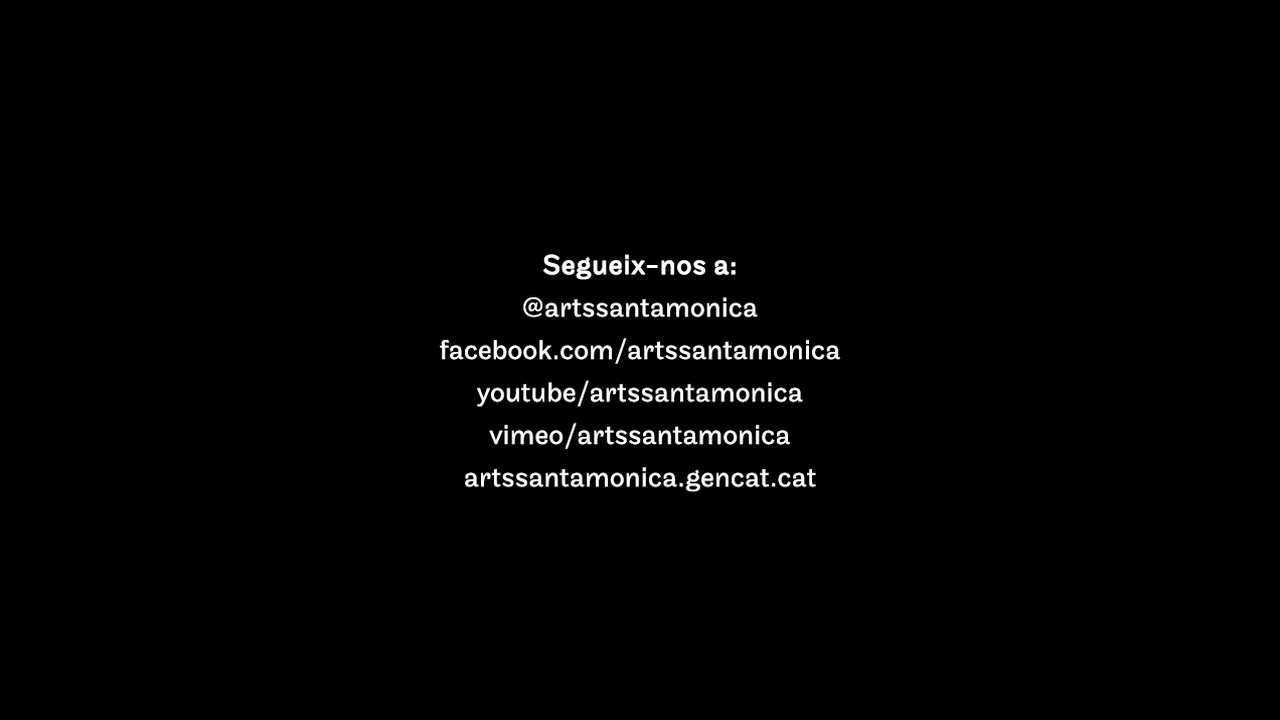 Segueix-nos a:
@artssantamonica
facebook.com/artssantamonica
youtube/artssantamonica
vimeo/artssantamonica
artssantamonica.gencat.cat